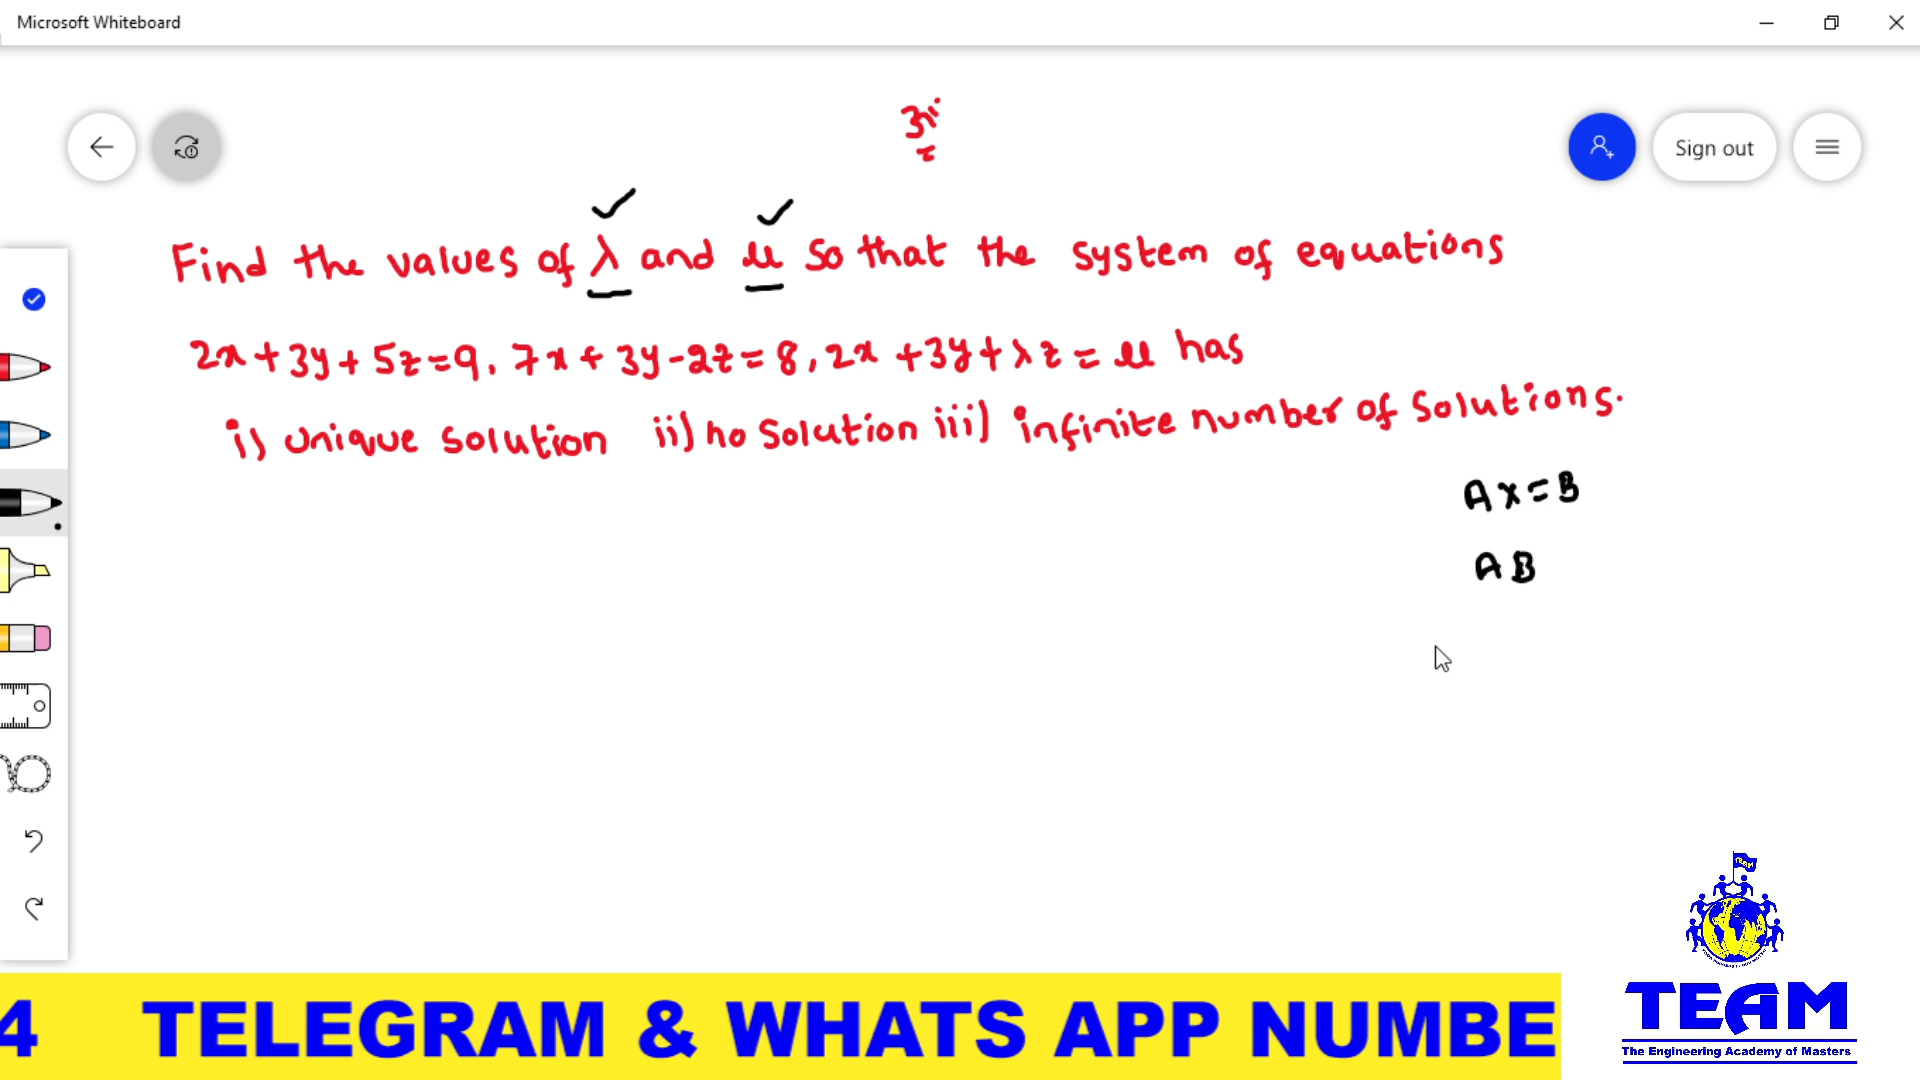 Microsoft Whiteboard
Sign out
Find the values of λ and μ so that the system of equations
2x+3y+5z=9, 7x+3y-2z=8, 2x+3y+λz=μ has
i) unique solution ii) no solution iii) infinite number of solutions.
AX=B
AB
TEAM
4 TELEGRAM & WHATS APP NUMBE
TEAM
The Engineering Academy of Masters